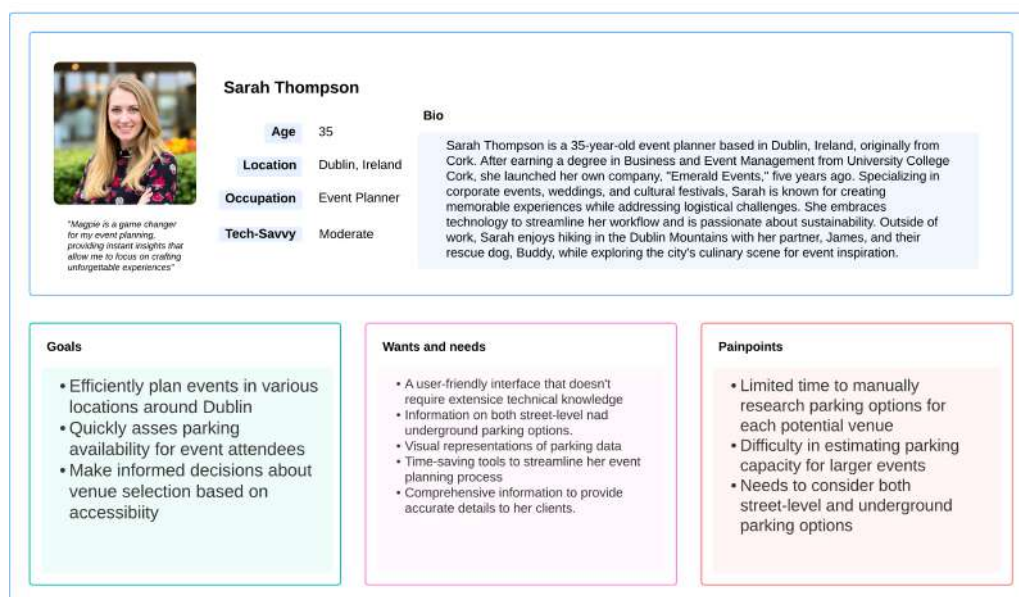 Sarah Thompson
Age 35
Location Dublin, Ireland
Occupation Event Planner
Tech-Savvy Moderate
"Magpie is a game changer
for my event planning,
providing instant insights that
allow me to focus on crafting
unforgettable experiences"
Bio
Sarah Thompson is a 35-year-old event planner based in Dublin, Ireland, originally from
Cork. After earning a degree in Business and Event Management from University College
Cork, she launched her own company, "Emerald Events," five years ago. Specializing in
corporate events, weddings, and cultural festivals, Sarah is known for creating
memorable experiences while addressing logistical challenges. She embraces
technology to streamline her workflow and is passionate about sustainability. Outside of
work, Sarah enjoys hiking in the Dublin Mountains with her partner, James, and their
rescue dog, Buddy, while exploring the city's culinary scene for event inspiration.
Goals
• Efficiently plan events in various
locations around Dublin
• Quickly asses parking
availability for event attendees
• Make informed decisions about
venue selection based on
accessibiity
Wants and needs
• A user-friendly interface that doesn't
require extensice technical knowledge
• Information on both street-level nad
underground parking options.
• Visual representations of parking data
• Time-saving tools to streamline her event
planning process
• Comprehensive information to provide
accurate details to her clients.
Painpoints
• Limited time to manually
research parking options for
each potential venue
• Difficulty in estimating parking
capacity for larger events
• Needs to consider both
street-level and underground
parking options